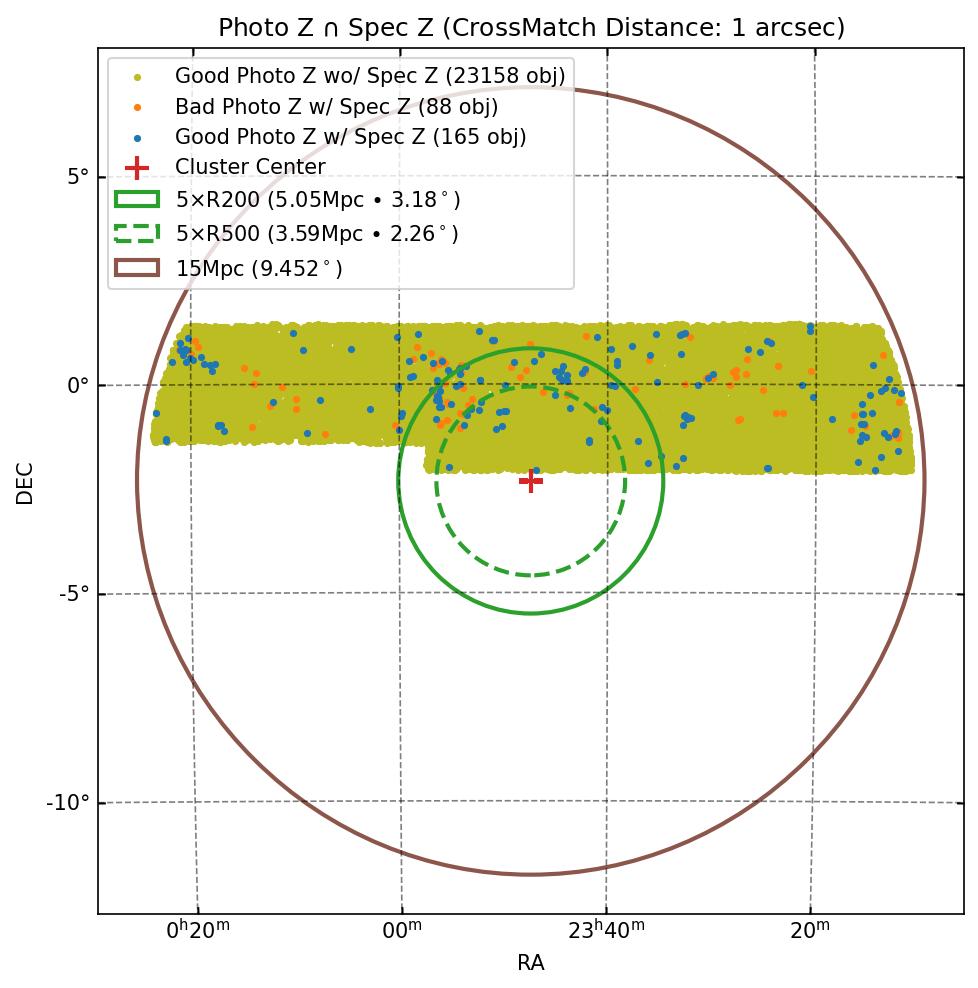 Photo Z ∩ Spec Z (CrossMatch Distance: 1 arcsec)
Good Photo Z wo/ Spec Z (23158 obj)
Bad Photo Z w/ Spec Z (88 obj)
Good Photo Z w/ Spec Z (165 obj)
Cluster Center
5×R200 (5.05Mpc • 3.18°)
5×R500 (3.59Mpc • 2.26°)
15Mpc (9.452°)
5°
0°
-5°
-10°
DEC
0ʰ20ᵐ 00ᵐ 23ʰ40ᵐ 20ᵐ
RA